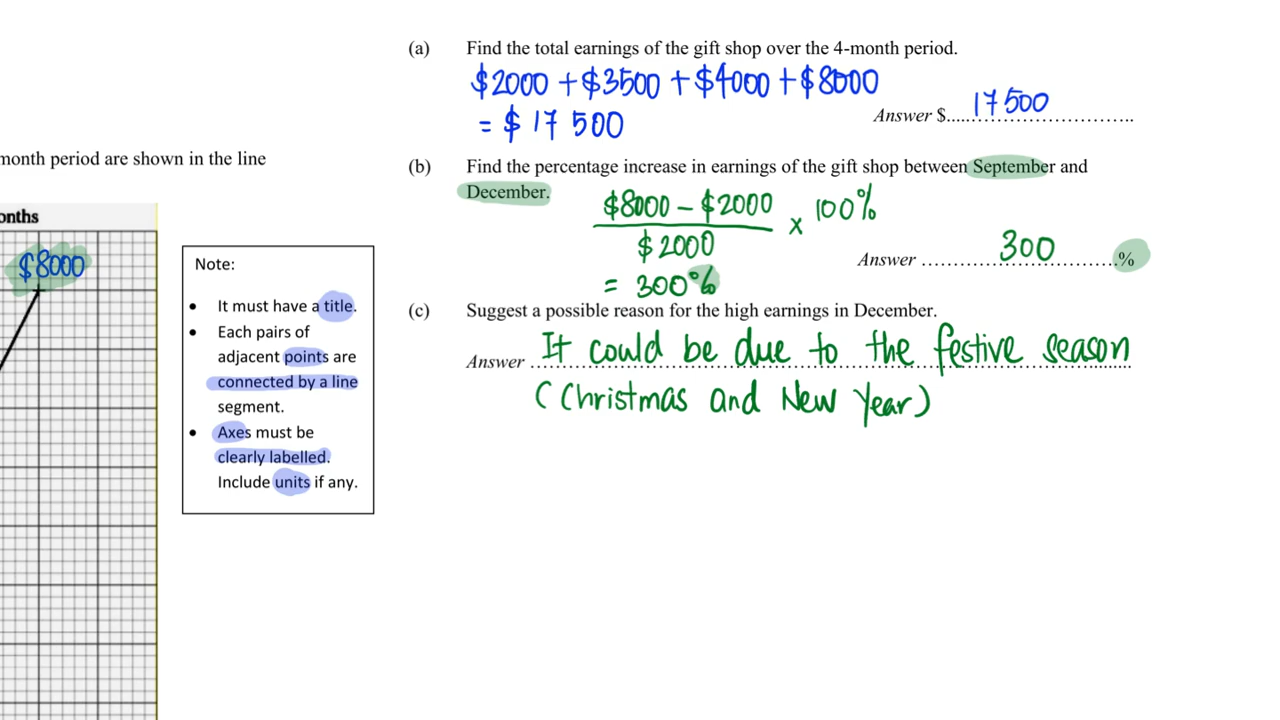 month period are shown in the line
onths
$8000
Note:
• It must have a title.
• Each pairs of
adjacent points are
connected by a line
segment.
• Axes must be
clearly labelled.
Include units if any.
(a) Find the total earnings of the gift shop over the 4-month period.
$2000 + $3500 + $4000 + $8000
= $ 17 500
Answer $..... 17 500 ..........
(b) Find the percentage increase in earnings of the gift shop between September and
December.
$8000 - $2000
× 100%
$2000
= 300%
Answer ..... 300 .....%
(c) Suggest a possible reason for the high earnings in December.
Answer It could be due to the festive season
(Christmas and New Year)